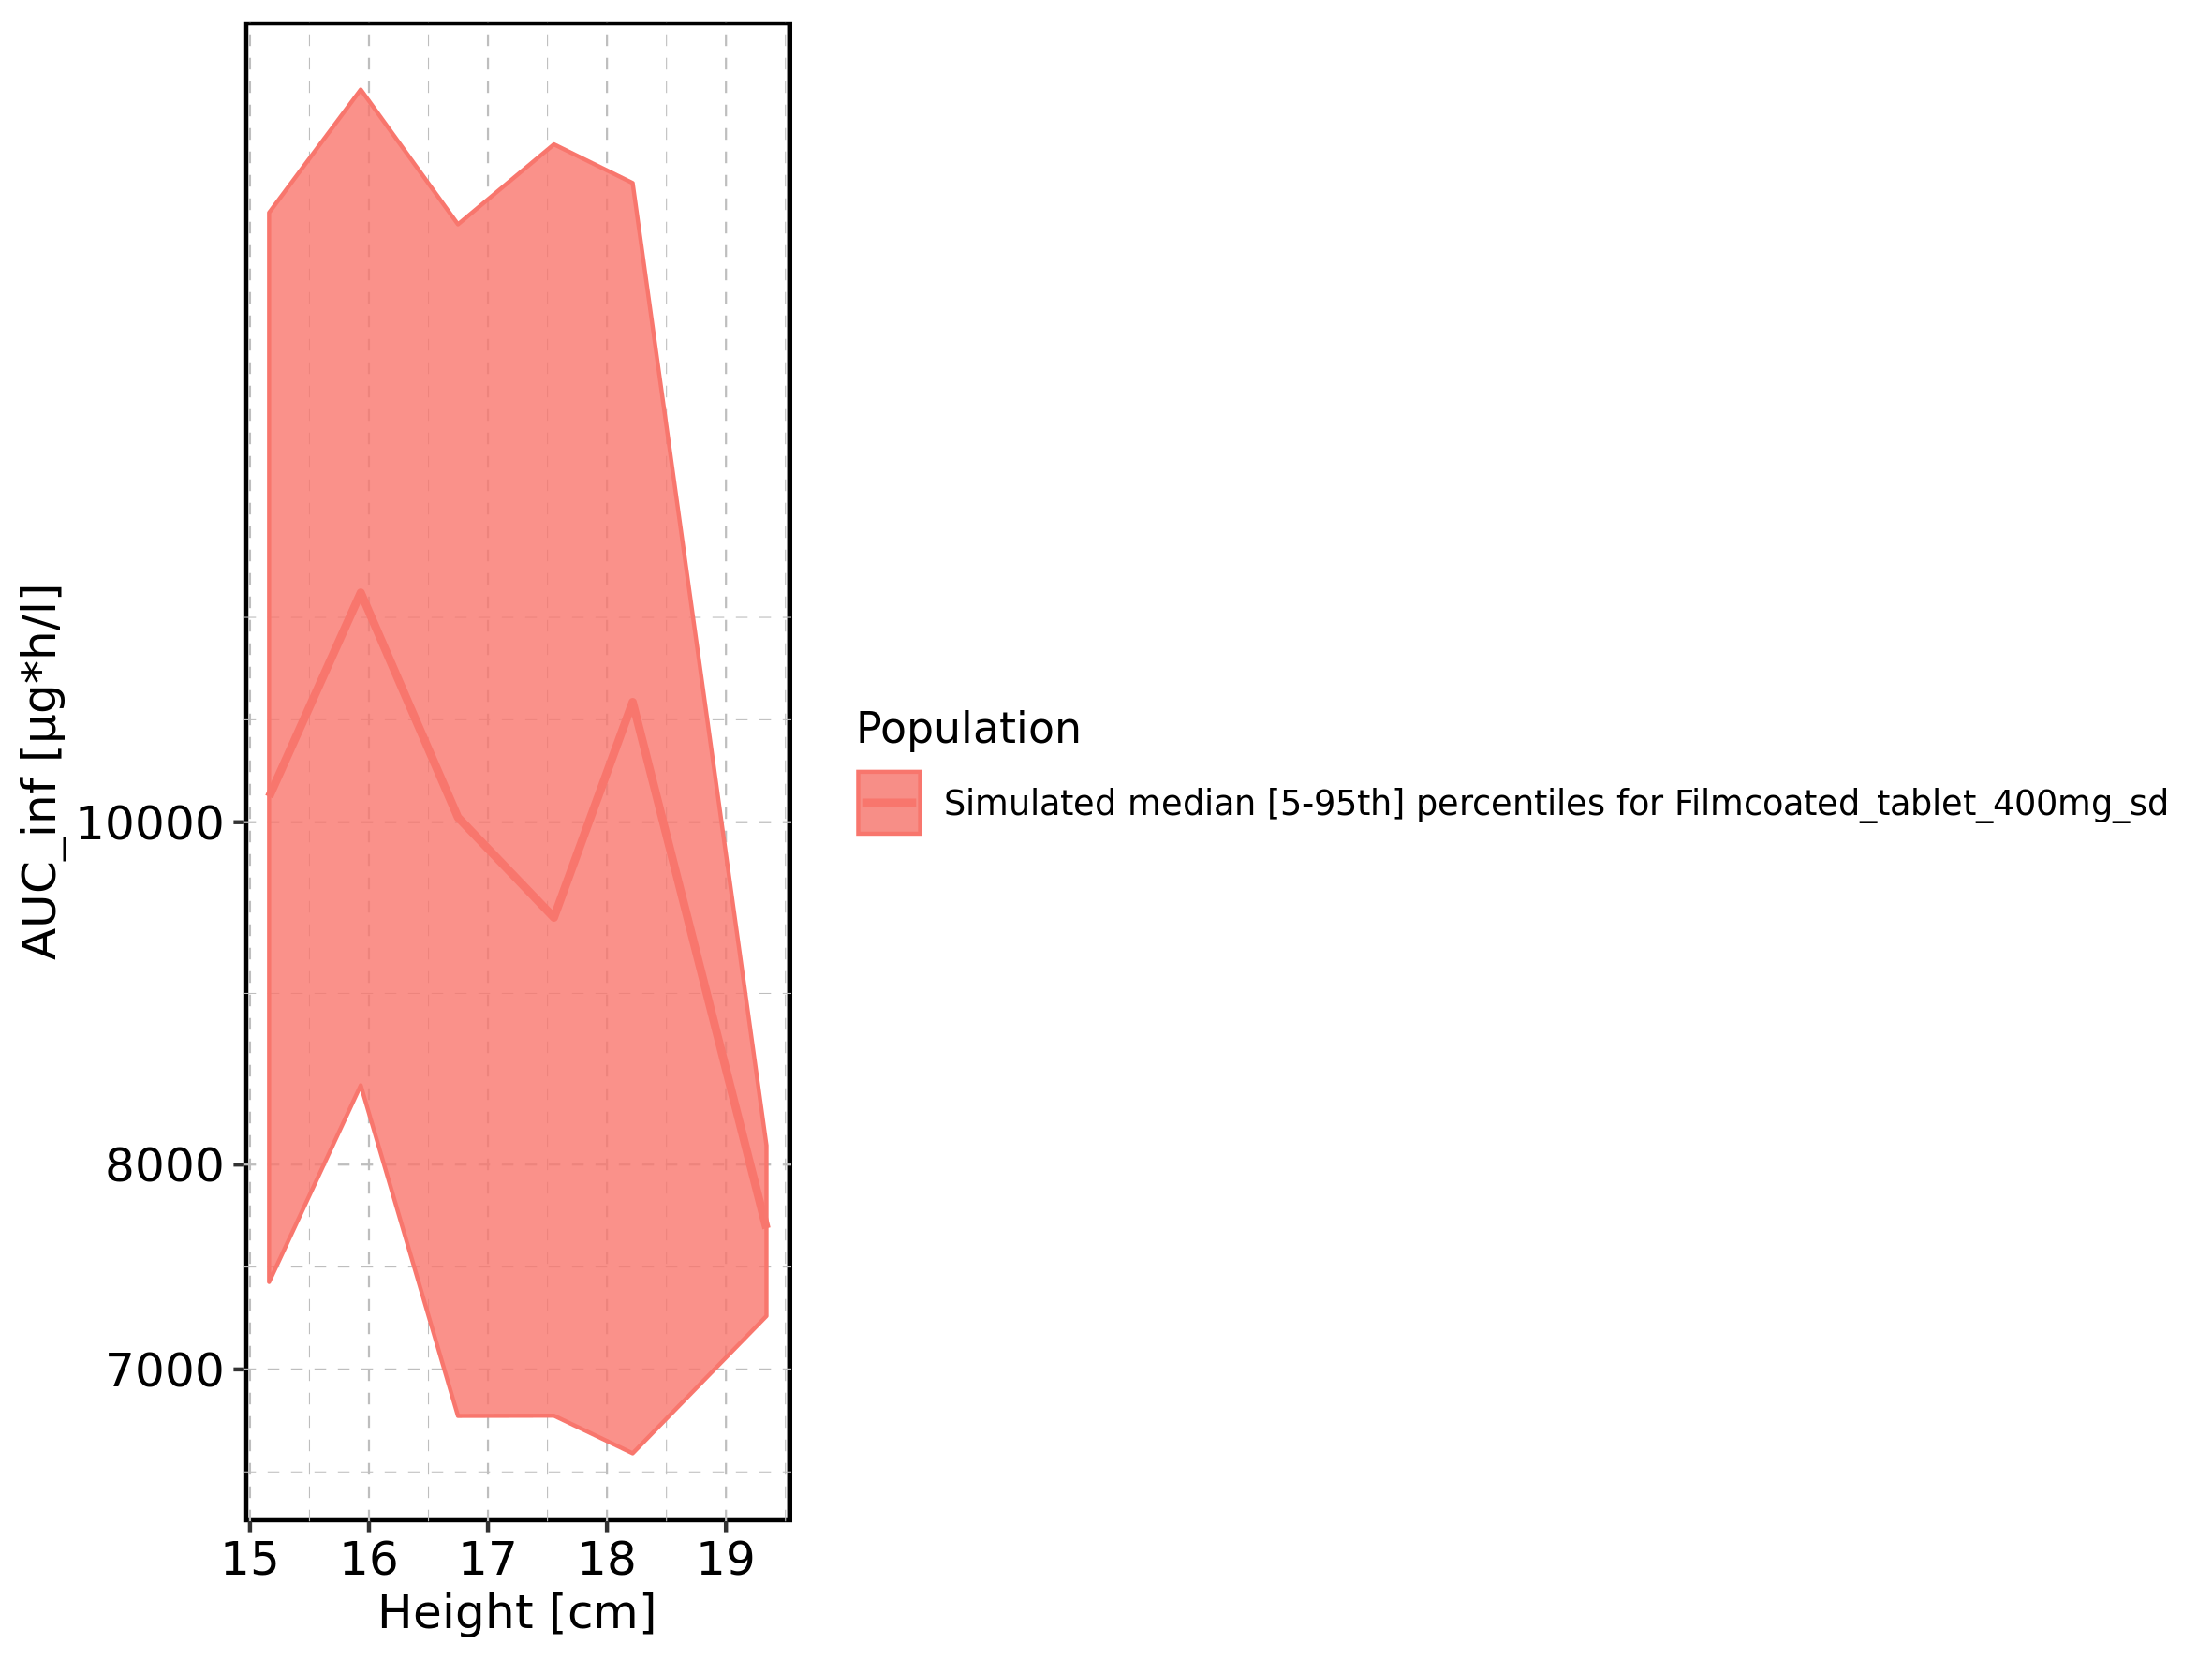 AUC_inf [µg*h/l]
10000
8000
7000
15 16 17 18 19
Height [cm]
Population
Simulated median [5-95th] percentiles for Filmcoated_tablet_400mg_sd